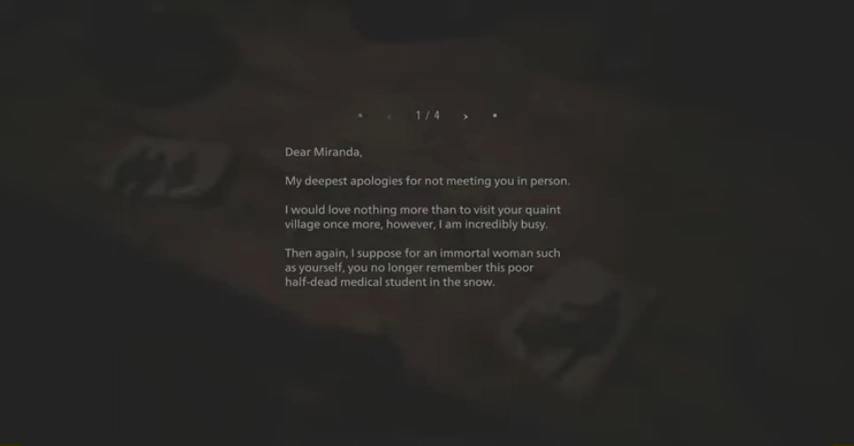 1 / 4
Dear Miranda,
My deepest apologies for not meeting you in person.
I would love nothing more than to visit your quaint
village once more, however, I am incredibly busy.
Then again, I suppose for an immortal woman such
as yourself, you no longer remember this poor
half-dead medical student in the snow.